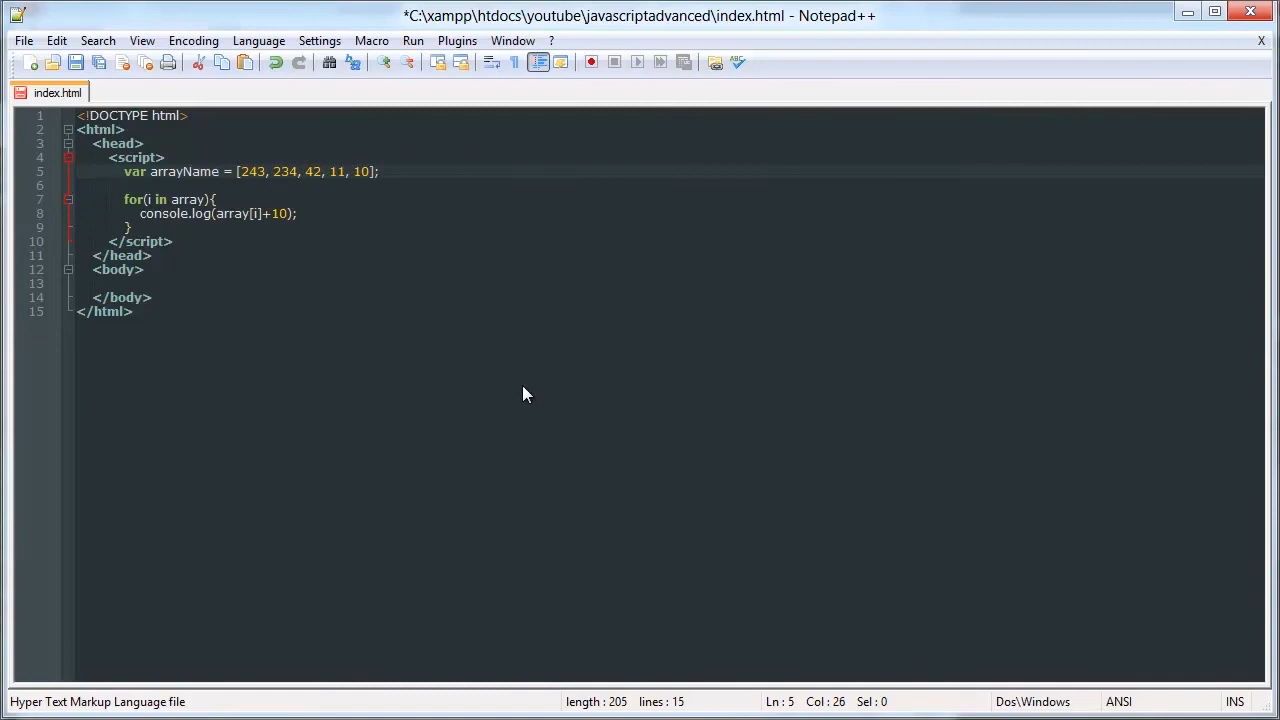 *C:\xampp\htdocs\youtube\javascriptadvanced\index.html - Notepad++
File Edit Search View Encoding Language Settings Macro Run Plugins Window ? X
index.html
1 <!DOCTYPE html>
2 <html>
3 <head>
4 <script>
5 var arrayName = [243, 234, 42, 11, 10];
6
7 for(i in array){
8 console.log(array[i]+10);
9 }
10 </script>
11 </head>
12 <body>
13
14 </body>
15 </html>
Hyper Text Markup Language file length : 205 lines : 15 Ln : 5 Col : 26 Sel : 0 Dos\Windows ANSI INS